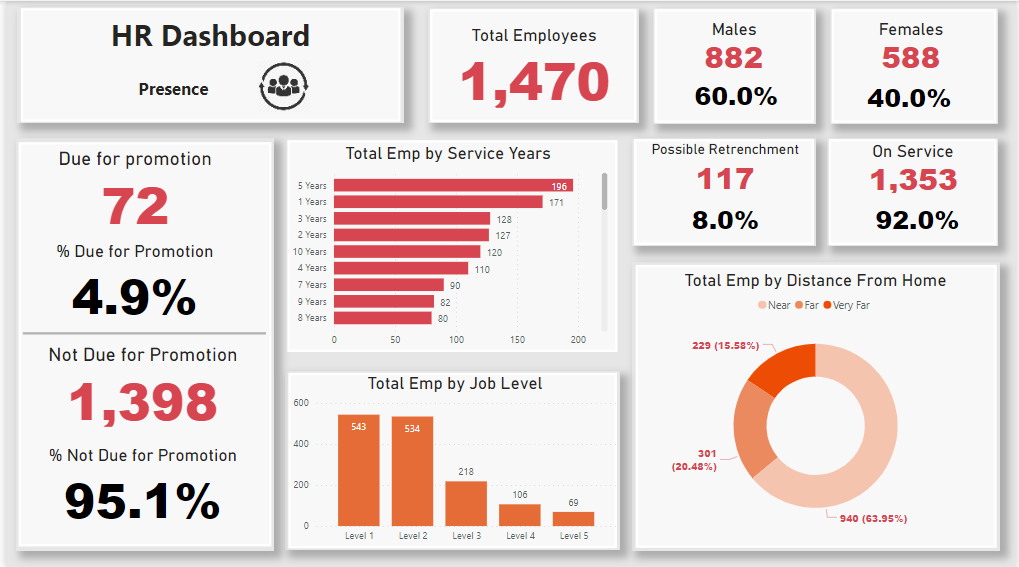 HR Dashboard
Presence
Total Employees
1,470
Males
882
60.0%
Females
588
40.0%
Due for promotion
72
% Due for Promotion
4.9%
Not Due for Promotion
1,398
% Not Due for Promotion
95.1%
Total Emp by Service Years
5 Years 196
1 Years 171
3 Years 128
2 Years 127
10 Years 120
4 Years 110
7 Years 90
9 Years 82
8 Years 80
0 50 100 150 200
Possible Retrenchment
117
8.0%
On Service
1,353
92.0%
Total Emp by Job Level
600
400
200
0
543
534
218
106
69
Level 1 Level 2 Level 3 Level 4 Level 5
Total Emp by Distance From Home
Near Far Very Far
229 (15.58%)
301
(20.48%)
940 (63.95%)